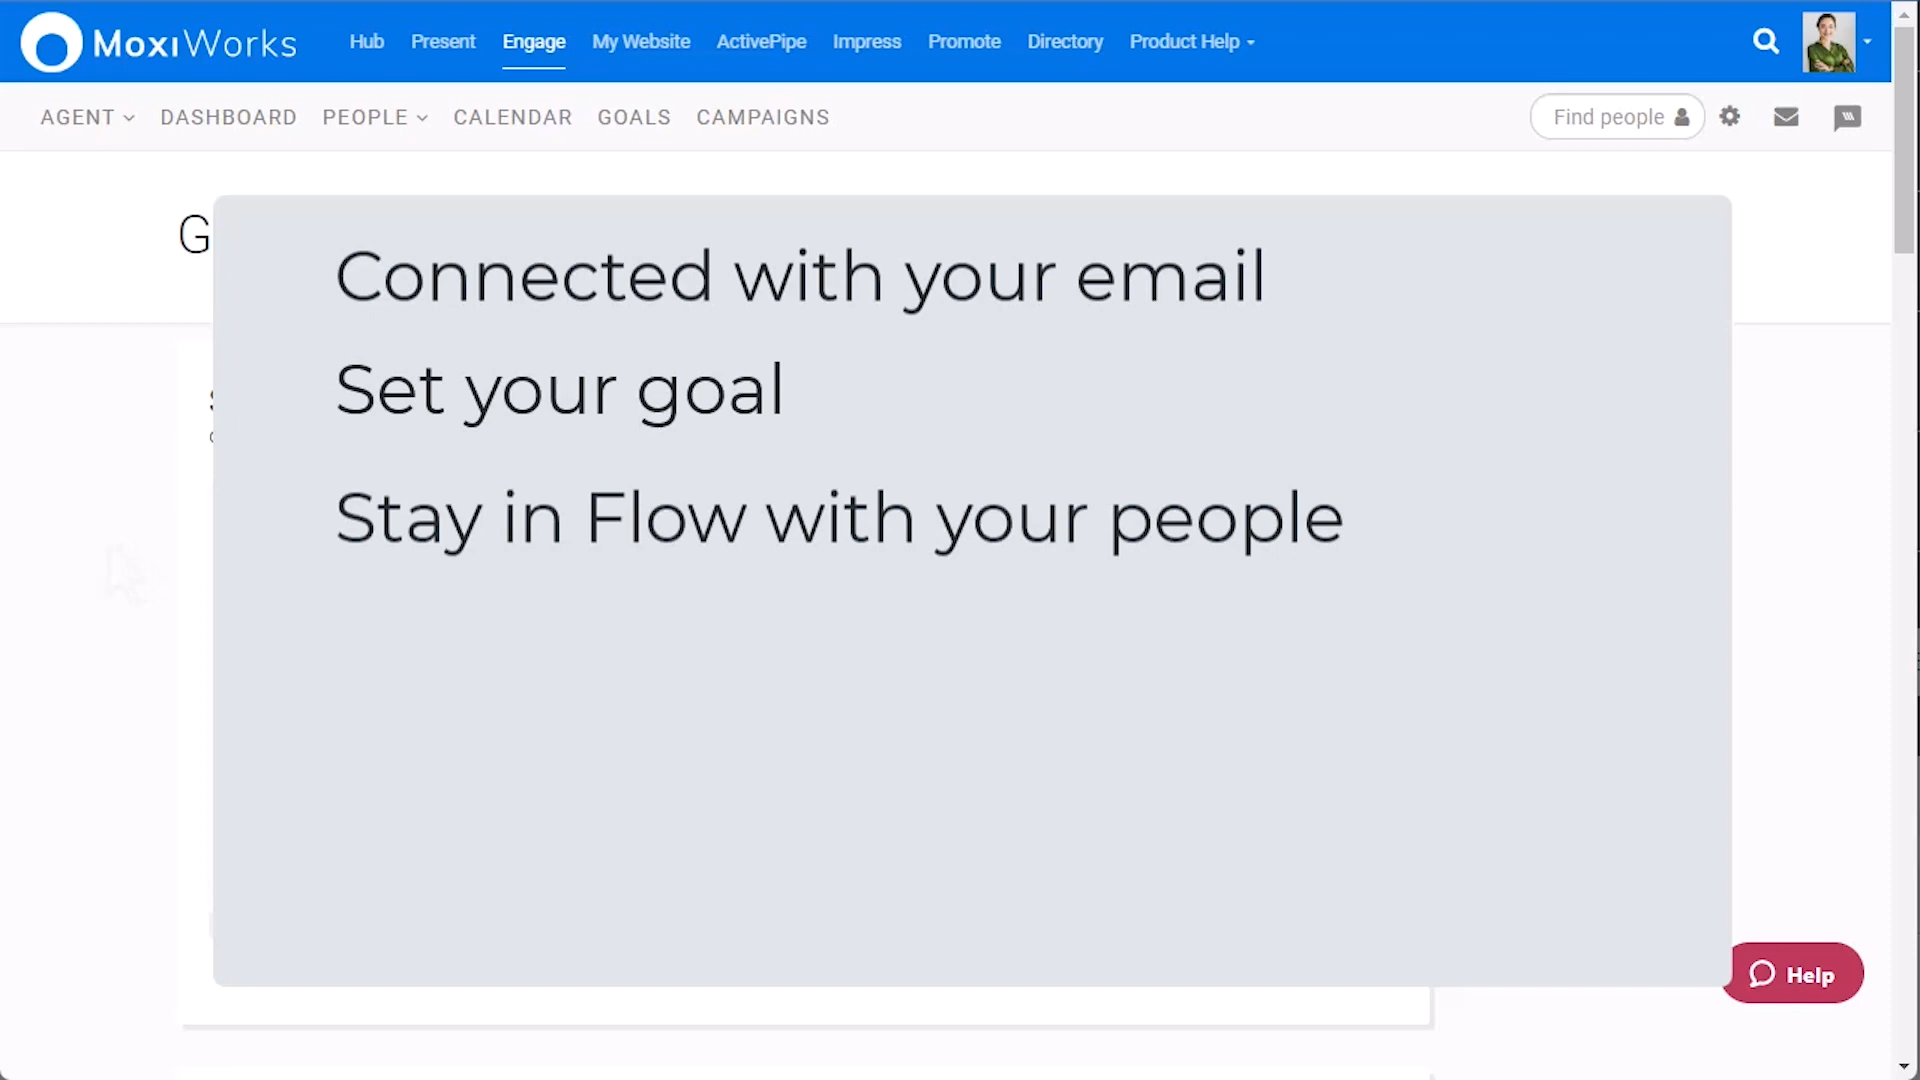 MoxiWorks
Hub Present Engage My Website ActivePipe Impress Promote Directory Product Help
AGENT DASHBOARD PEOPLE CALENDAR GOALS CAMPAIGNS Find people
G
Connected with your email
Set your goal
Stay in Flow with your people
Help